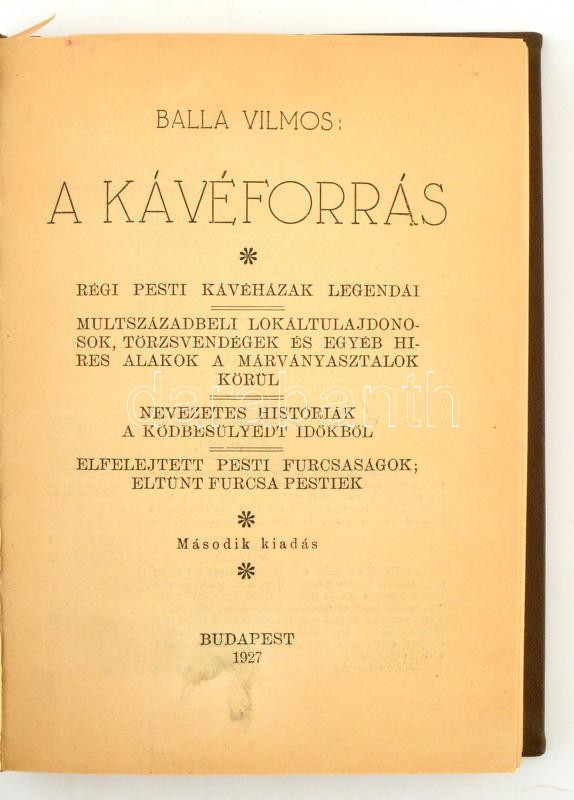 BALLA VILMOS:
A KÁVÉFORRÁS
*
RÉGI PESTI KÁVÉHÁZAK LEGENDÁI
MULTSZÁZADBELI LOKÁLTULAJDONO-
SOK, TÖRZSVENDÉGEK ÉS EGYÉB HI-
RES ALAKOK A MÁRVÁNYASZTALOK
KÖRÜL
darabanth
NEVEZETES HISTÓRIÁK
A KÖDBESÜLYEDT IDŐKBŐL
ELFELEJTETT PESTI FURCSASÁGOK;
ELTÜNT FURCSA PESTIEK
*
Második kiadás
*
BUDAPEST
1927